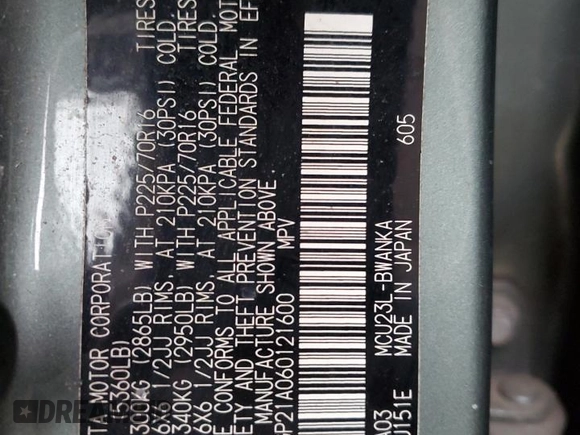 TA MOTOR CORPORATION
5360LB)
30KG (2865LB) WITH P225/70R16 TIRES
6X6 1/2JJ RIMS, AT 210KPA (30PSI) COLD.
340KG (2950LB) WITH P225/70R16 TIRES
6X6 1/2JJ RIMS, AT 210KPA (30PSI) COLD.
E CONFORMS TO ALL APPLICABLE FEDERAL MOT
ETY AND THEFT PREVENTION STANDARDS IN EF
MANUFACTURE SHOWN ABOVE
P21A060121600 MPV
A03 MCU23L-BWANKA 605
U151E MADE IN JAPAN
DREAM